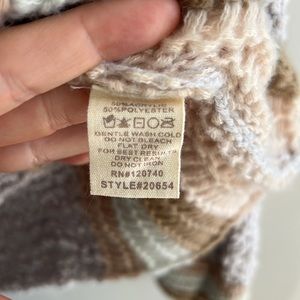 50% ACRYLIC
50% POLYESTER
GENTLE WASH COLD
DO NOT BLEACH
FLAT DRY
FOR BEST RESULTS
DRY CLEAN
DO NOT IRON
RN#126740
STYLE#20654